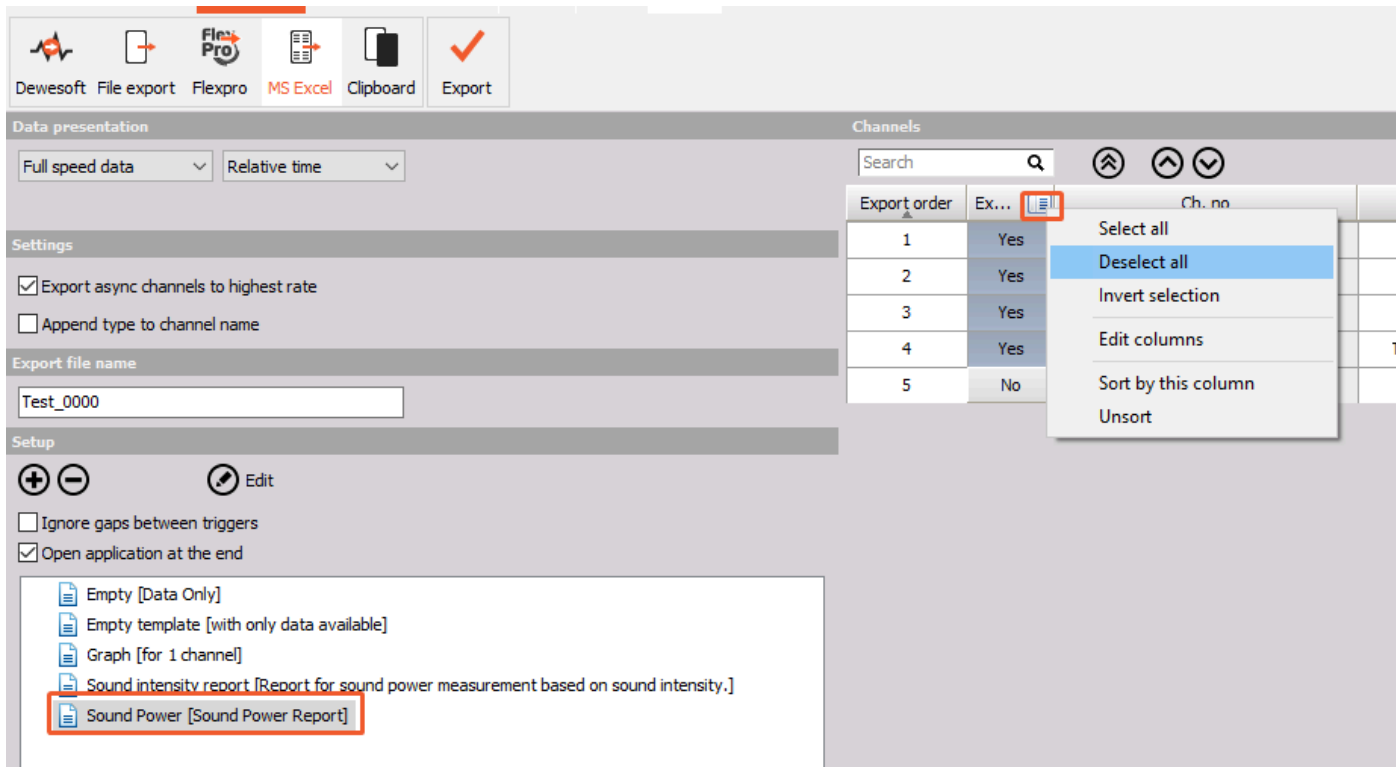 Flex
Pro
Dewesoft File export Flexpro MS Excel Clipboard Export
Data presentation
Full speed data Relative time
Settings
Export async channels to highest rate
Append type to channel name
Export file name
Test_0000
Setup
Edit
Ignore gaps between triggers
Open application at the end
Empty [Data Only]
Empty template [with only data available]
Graph [for 1 channel]
Sound intensity report [Report for sound power measurement based on sound intensity.]
Sound Power [Sound Power Report]
Channels
Search
Export order Ex... Ch. no
1 Yes
2 Yes
3 Yes
4 Yes
5 No
Select all
Deselect all
Invert selection
Edit columns
Sort by this column
Unsort